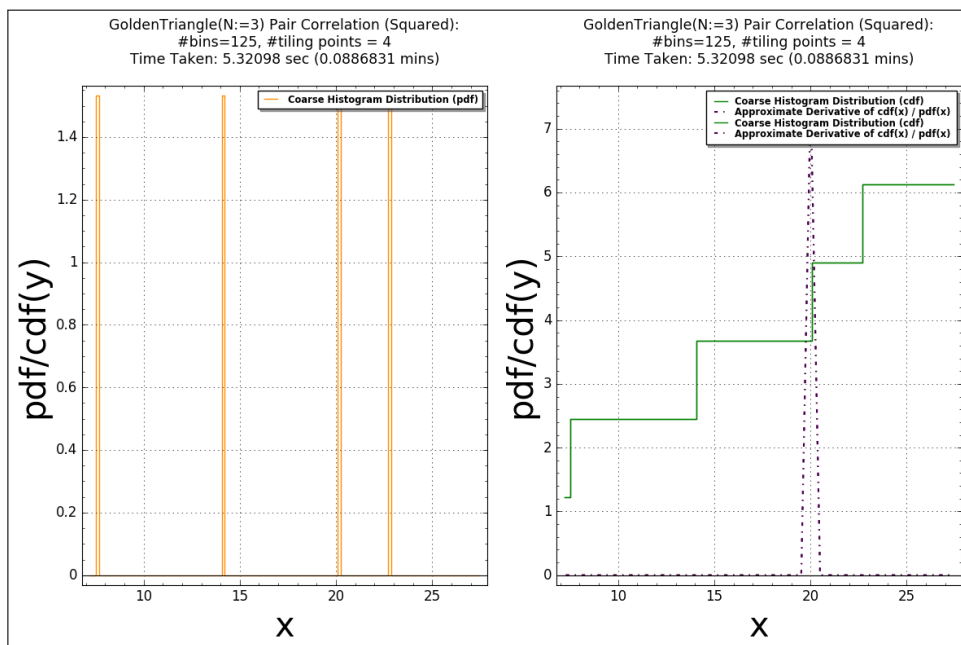 GoldenTriangle(N:=3) Pair Correlation (Squared):
#bins=125, #tiling points = 4
Time Taken: 5.32098 sec (0.0886831 mins)
Coarse Histogram Distribution (pdf)
1.4
1.2
1
0.8
0.6
0.4
0.2
0
pdf/cdf(y)
10
15
20
25
x
GoldenTriangle(N:=3) Pair Correlation (Squared):
#bins=125, #tiling points = 4
Time Taken: 5.32098 sec (0.0886831 mins)
Coarse Histogram Distribution (cdf)
Approximate Derivative of cdf(x) / pdf(x)
Coarse Histogram Distribution (cdf)
Approximate Derivative of cdf(x) / pdf(x)
7
6
5
4
3
2
1
0
pdf/cdf(y)
10
15
20
25
x